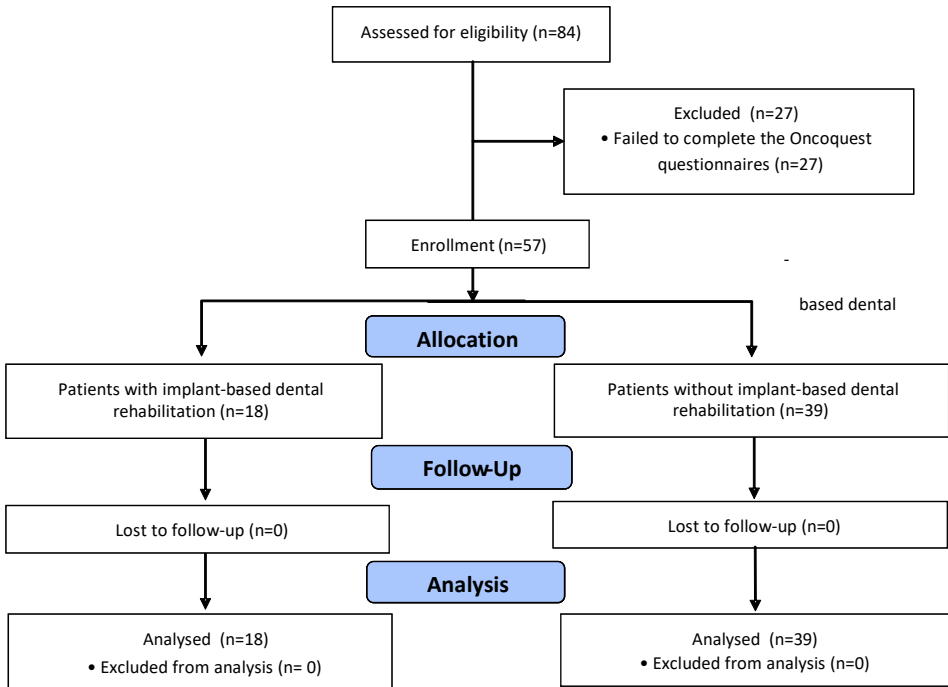 Assessed for eligibility (n=84)
Excluded  (n=27)
• Failed to complete the Oncoquest
questionnaires (n=27)
Enrollment (n=57)
-
based dental
Allocation
Patients with implant-based dental
rehabilitation (n=18)
Patients without implant-based dental
rehabilitation (n=39)
Follow-Up
Lost to follow-up (n=0)
Lost to follow-up (n=0)
Analysis
Analysed  (n=18)
• Excluded from analysis (n= 0)
Analysed  (n=39)
• Excluded from analysis (n=0)